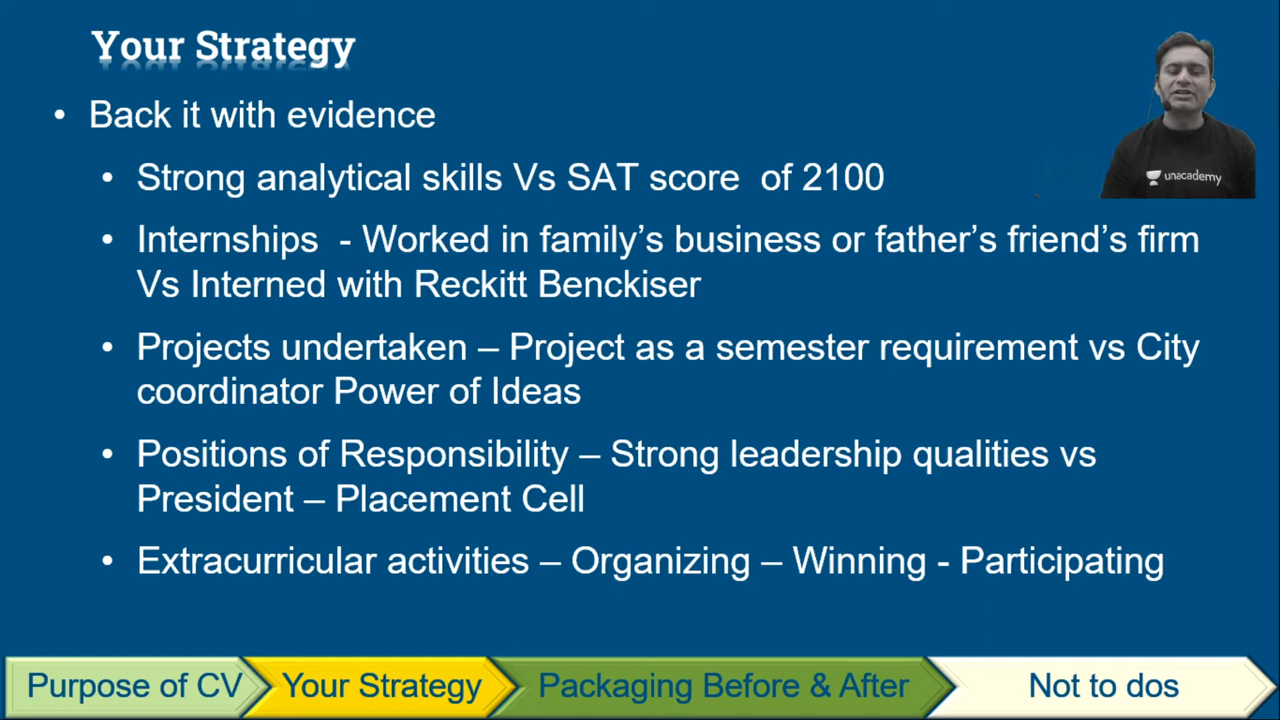 Your Strategy
• Back it with evidence
• Strong analytical skills Vs SAT score of 2100
• Internships - Worked in family's business or father's friend's firm
Vs Interned with Reckitt Benckiser
• Projects undertaken – Project as a semester requirement vs City
coordinator Power of Ideas
• Positions of Responsibility – Strong leadership qualities vs
President – Placement Cell
• Extracurricular activities – Organizing – Winning - Participating
unacademy
Purpose of CV
Your Strategy
Packaging Before & After
Not to dos